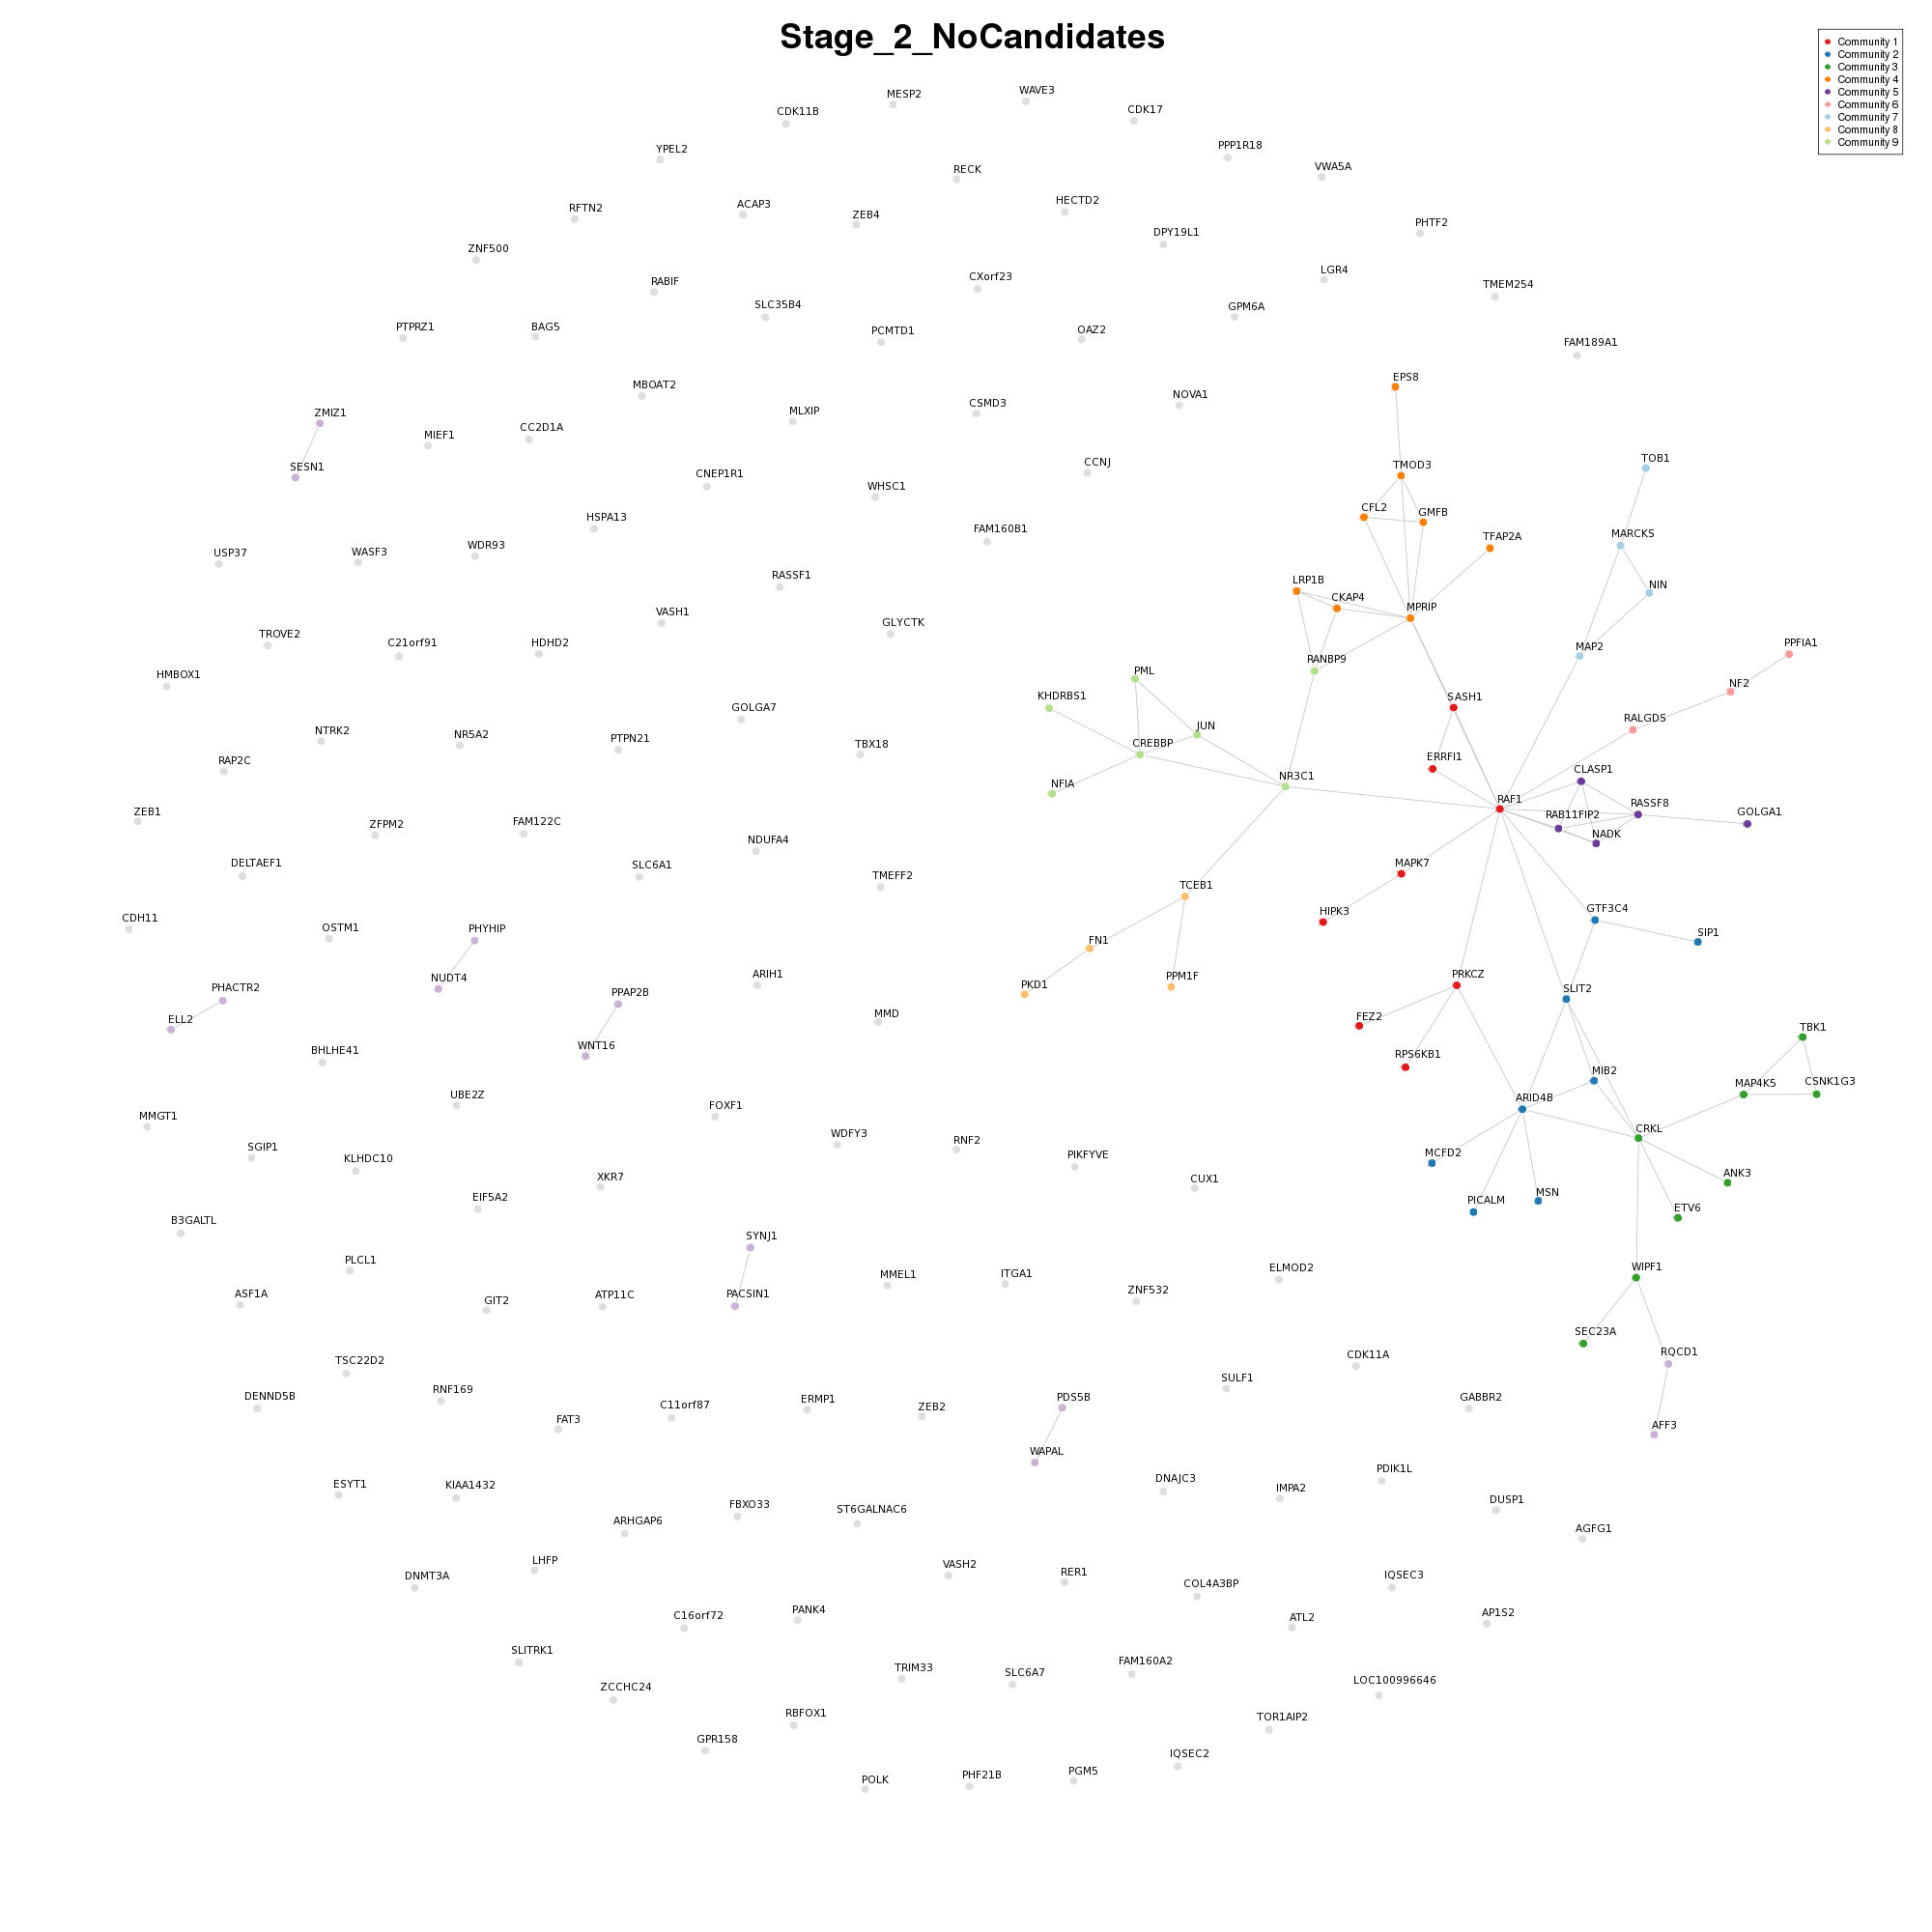 Stage_2_NoCandidates
Community 1
Community 2
Community 3
Community 4
Community 5
Community 6
Community 7
Community 8
Community 9
MESP2
WAVE3
CDK11B
CDK17
YPEL2
PPP1R18
RECK
VWA5A
RFTN2
ACAP3
ZEB4
HECTD2
DPY19L1
PHTF2
ZNF500
RABIF
CXorf23
LGR4
TMEM254
SLC35B4
GPM6A
PTPRZ1
BAG5
PCMTD1
OAZ2
FAM189A1
EPS8
MBOAT2
MLXIP
CSMD3
NOVA1
ZMIZ1
MIEF1
CC2D1A
SESN1
CNEP1R1
WHSC1
CCNJ
TMOD3
TOB1
CFL2
GMFB
HSPA13
FAM160B1
TFAP2A
MARCKS
USP37
WASF3
WDR93
RASSF1
LRP1B
CKAP4
MPRIP
NIN
VASH1
GLYCTK
TROVE2
C21orf91
HDHD2
RANBP9
MAP2
PPFIA1
HMBOX1
PML
KHDRBS1
SASH1
NF2
GOLGA7
JUN
RALGDS
NTRK2
NR5A2
PTPN21
TBX18
CREBBP
RAP2C
ERRFI1
NR3C1
CLASP1
NFIA
RAF1
RASSF8
ZEB1
ZFPM2
FAM122C
RAB11FIP2
GOLGA1
NDUFA4
NADK
DELTAEF1
SLC6A1
TMEFF2
MAPK7
TCEB1
CDH11
OSTM1
PHYHIP
HIPK3
GTF3C4
FN1
SIP1
NUDT4
ARIH1
PKD1
PPM1F
PRKCZ
PHACTR2
PPAP2B
SLIT2
ELL2
MMD
FEZ2
TBK1
BHLHE41
WNT16
RPS6KB1
MIB2
MAP4K5
CSNK1G3
UBE2Z
FOXF1
ARID4B
MMGT1
SGIP1
KLHDC10
WDFY3
RNF2
PIKFYVE
MCFD2
CRKL
XKR7
CUX1
ANK3
EIF5A2
PICALM
MSN
ETV6
B3GALTL
SYNJ1
PLCL1
MMEL1
ITGA1
ELMOD2
WIPF1
ASF1A
GIT2
ATP11C
PACSIN1
ZNF532
SEC23A
TSC22D2
CDK11A
RQCD1
DENND5B
RNF169
C11orf87
ERMP1
ZEB2
PDS5B
SULF1
GABBR2
FAT3
AFF3
WAPAL
ESYT1
KIAA1432
DNAJC3
IMPA2
PDIK1L
DUSP1
ARHGAP6
FBXO33
ST6GALNAC6
AGFG1
DNMT3A
LHFP
VASH2
RER1
COL4A3BP
IQSEC3
C16orf72
PANK4
ATL2
AP1S2
SLITRK1
TRIM33
SLC6A7
FAM160A2
LOC100996646
ZCCHC24
RBFOX1
TOR1AIP2
GPR158
IQSEC2
POLK
PHF21B
PGM5